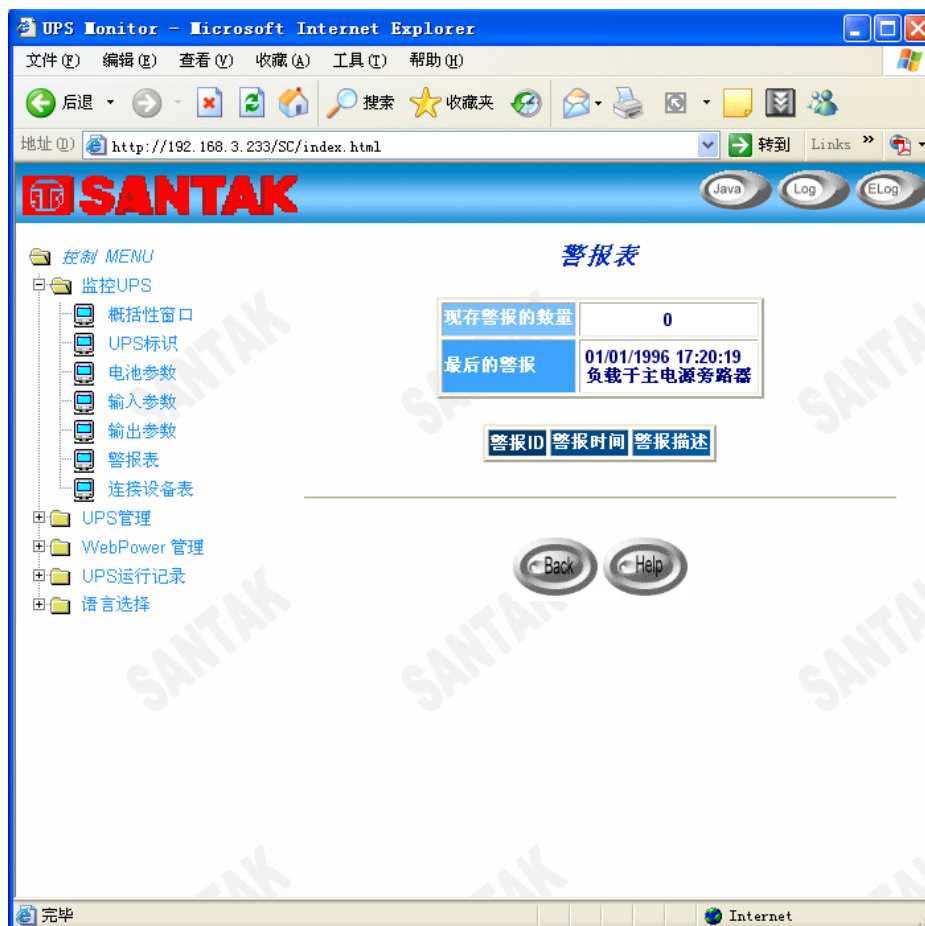 UPS Monitor - Microsoft Internet Explorer
文件(F) 编辑(E) 查看(V) 收藏(A) 工具(T) 帮助(H)
后退 搜索 收藏夹
地址(D) http://192.168.3.233/SC/index.html 转到 Links »
SANTAK Java Log ELog
控制 MENU
监控UPS
概括性窗口
UPS标识
电池参数
输入参数
输出参数
警报表
连接设备表
UPS管理
WebPower 管理
UPS运行记录
语言选择
警报表
现存警报的数量 0
最后的警报 01/01/1996 17:20:19
负载于主电源旁路器
警报ID 警报时间 警报描述
Back Help
SANTAK SANTAK SANTAK
SANTAK SANTAK SANTAK
完毕 Internet